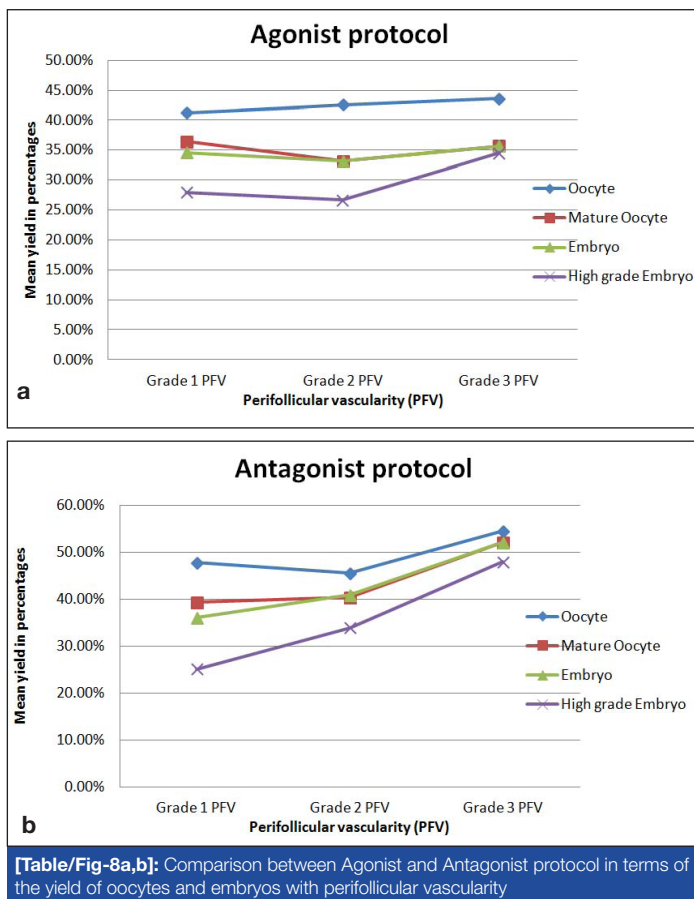 Agonist protocol
50.00%
45.00%
40.00%
35.00%
30.00%
25.00%
20.00%
15.00%
10.00%
5.00%
0.00%
Mean yield in percentages
Oocyte
Mature Oocyte
Embryo
High grade Embryo
Grade 1 PFV
Grade 2 PFV
Grade 3 PFV
Perifollicular vascularity (PFV)
a
Antagonist protocol
60.00%
50.00%
40.00%
30.00%
20.00%
10.00%
0.00%
Mean yield in percentages
Oocyte
Mature Oocyte
Embryo
High grade Embryo
Grade 1 PFV
Grade 2 PFV
Grade 3 PFV
Perifollicular vascularity (PFV)
b
[Table/Fig-8a,b]: Comparison between Agonist and Antagonist protocol in terms of
the yield of oocytes and embryos with perifollicular vascularity